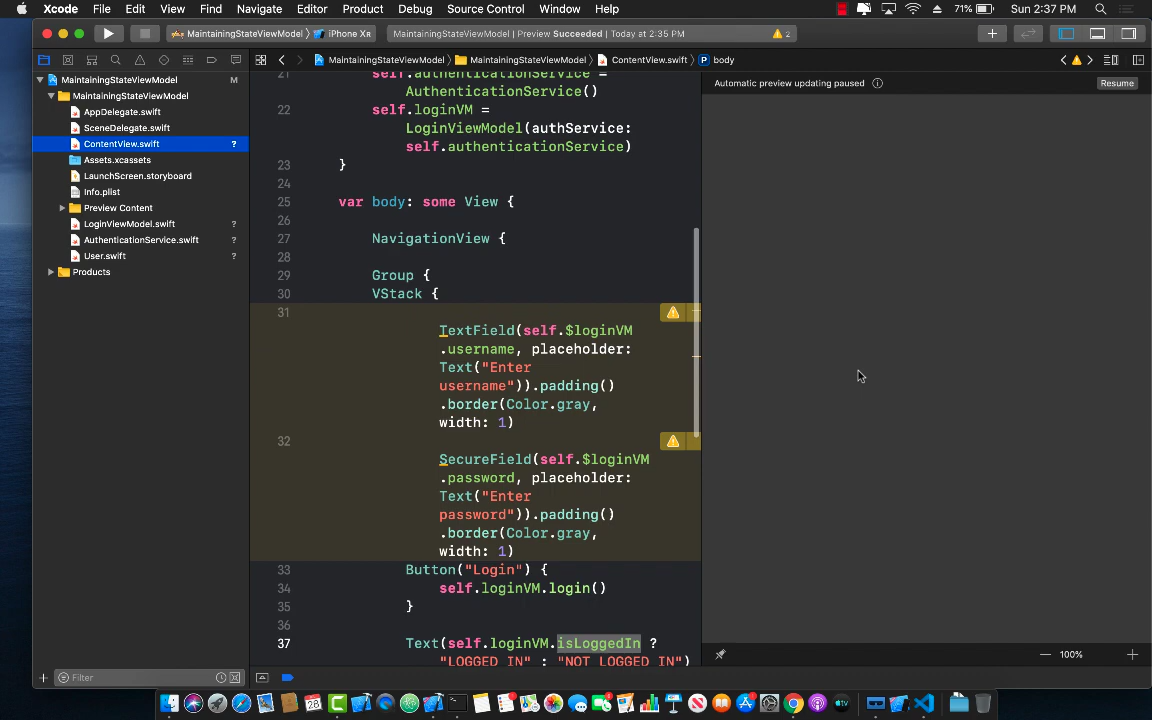 Xcode File Edit View Find Navigate Editor Product Debug Source Control Window Help 71% Sun 2:37 PM
MaintainingStateViewModel iPhone Xʀ MaintainingStateViewModel | Preview Succeeded | Today at 2:35 PM 2
MaintainingStateViewModel MaintainingStateViewModel ContentView.swift P body
MaintainingStateViewModel M
MaintainingStateViewModel
AppDelegate.swift
SceneDelegate.swift
ContentView.swift ?
Assets.xcassets
LaunchScreen.storyboard
Info.plist
Preview Content
LoginViewModel.swift ?
AuthenticationService.swift ?
User.swift ?
Products
Filter
21 self.authenticationService =
AuthenticationService()
22 self.loginVM =
LoginViewModel(authService:
self.authenticationService)
23 }
24
25 var body: some View {
26
27 NavigationView {
28
29 Group {
30 VStack {
31
TextField(self.$loginVM
.username, placeholder:
Text("Enter
username")).padding()
.border(Color.gray,
width: 1)
32
SecureField(self.$loginVM
.password, placeholder:
Text("Enter
password")).padding()
.border(Color.gray,
width: 1)
33 Button("Login") {
34 self.loginVM.login()
35 }
36
37 Text(self.loginVM.isLoggedIn ?
"LOGGED IN" : "NOT LOGGED IN")
Automatic preview updating paused Resume
100%